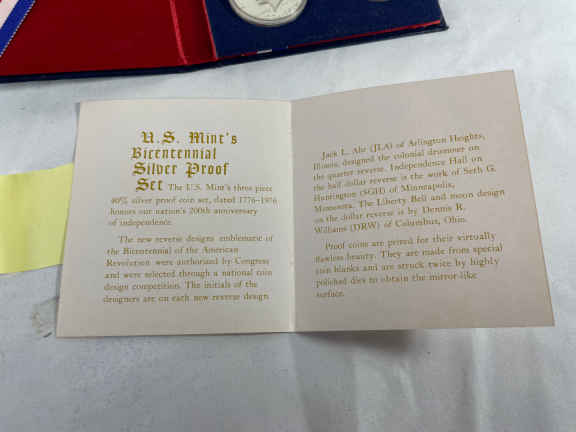 U.S. Mint's
Bicentennial
Silver Proof
Set The U.S. Mint's three piece
40% silver proof coin set, dated 1776-1976
honors our nation's 200th anniversary
of independence.
The new reverse designs emblematic of
the Bicentennial of the American
Revolution were authorized by Congress
and were selected through a national coin
design competition. The initials of the
designers are on each new reverse design
Jack L. Ahr (JLA) of Arlington Heights,
Illinois, designed the colonial drummer on
the quarter reverse. Independence Hall on
the half dollar reverse is the work of Seth G.
Huntington (SGH) of Minneapolis,
Minnesota. The Liberty Bell and moon design
on the dollar reverse is by Dennis R.
Williams (DRW) of Columbus, Ohio.
Proof coins are prized for their virtually
flawless beauty. They are made from special
coin blanks and are struck twice by highly
polished dies to obtain the mirror-like
surface.